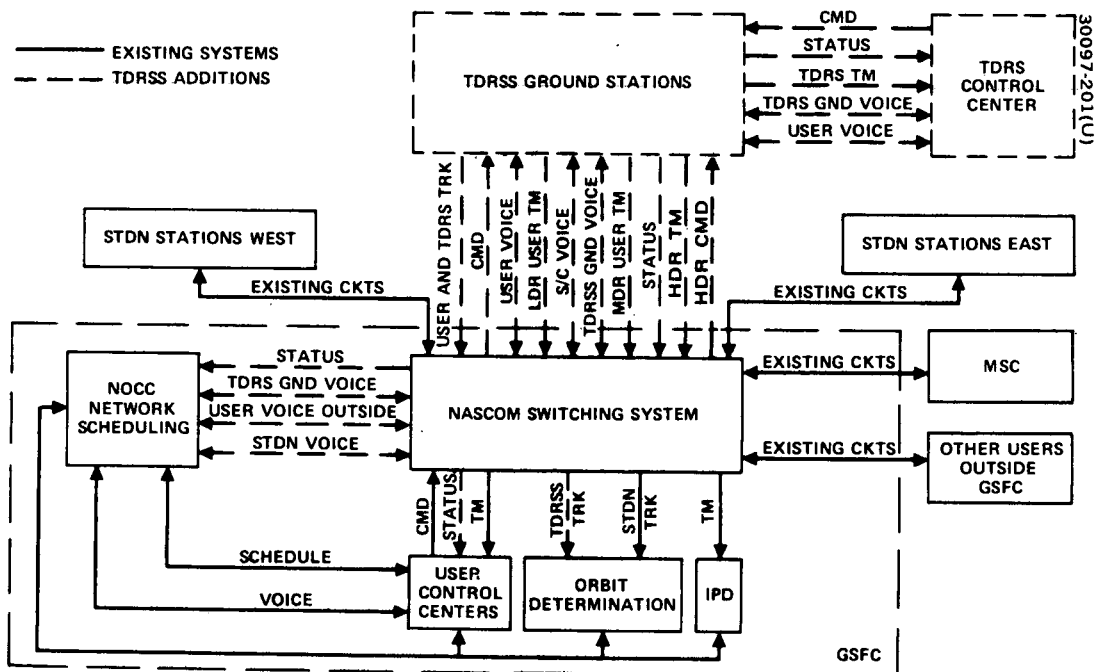 EXISTING SYSTEMS
TDRSS ADDITIONS
TDRSS GROUND STATIONS
CMD
STATUS
TDRS TM
TDRS GND VOICE
USER VOICE
TDRS
CONTROL
CENTER
30097-201(U)
USER AND TDRS TRK
CMD
USER VOICE
LDR USER TM
S/C VOICE
TDRSS GND VOICE
MDR USER TM
STATUS
HDR TM
HDR CMD
STDN STATIONS WEST
EXISTING CKTS
STDN STATIONS EAST
EXISTING CKTS
NOCC
NETWORK
SCHEDULING
STATUS
TDRS GND VOICE
USER VOICE OUTSIDE
STDN VOICE
NASCOM SWITCHING SYSTEM
EXISTING CKTS
MSC
EXISTING CKTS
OTHER USERS
OUTSIDE
GSFC
CMD
STATUS
TM
TDRSS
TRK
STDN
TRK
TM
SCHEDULE
VOICE
USER
CONTROL
CENTERS
ORBIT
DETERMINATION
IPD
GSFC